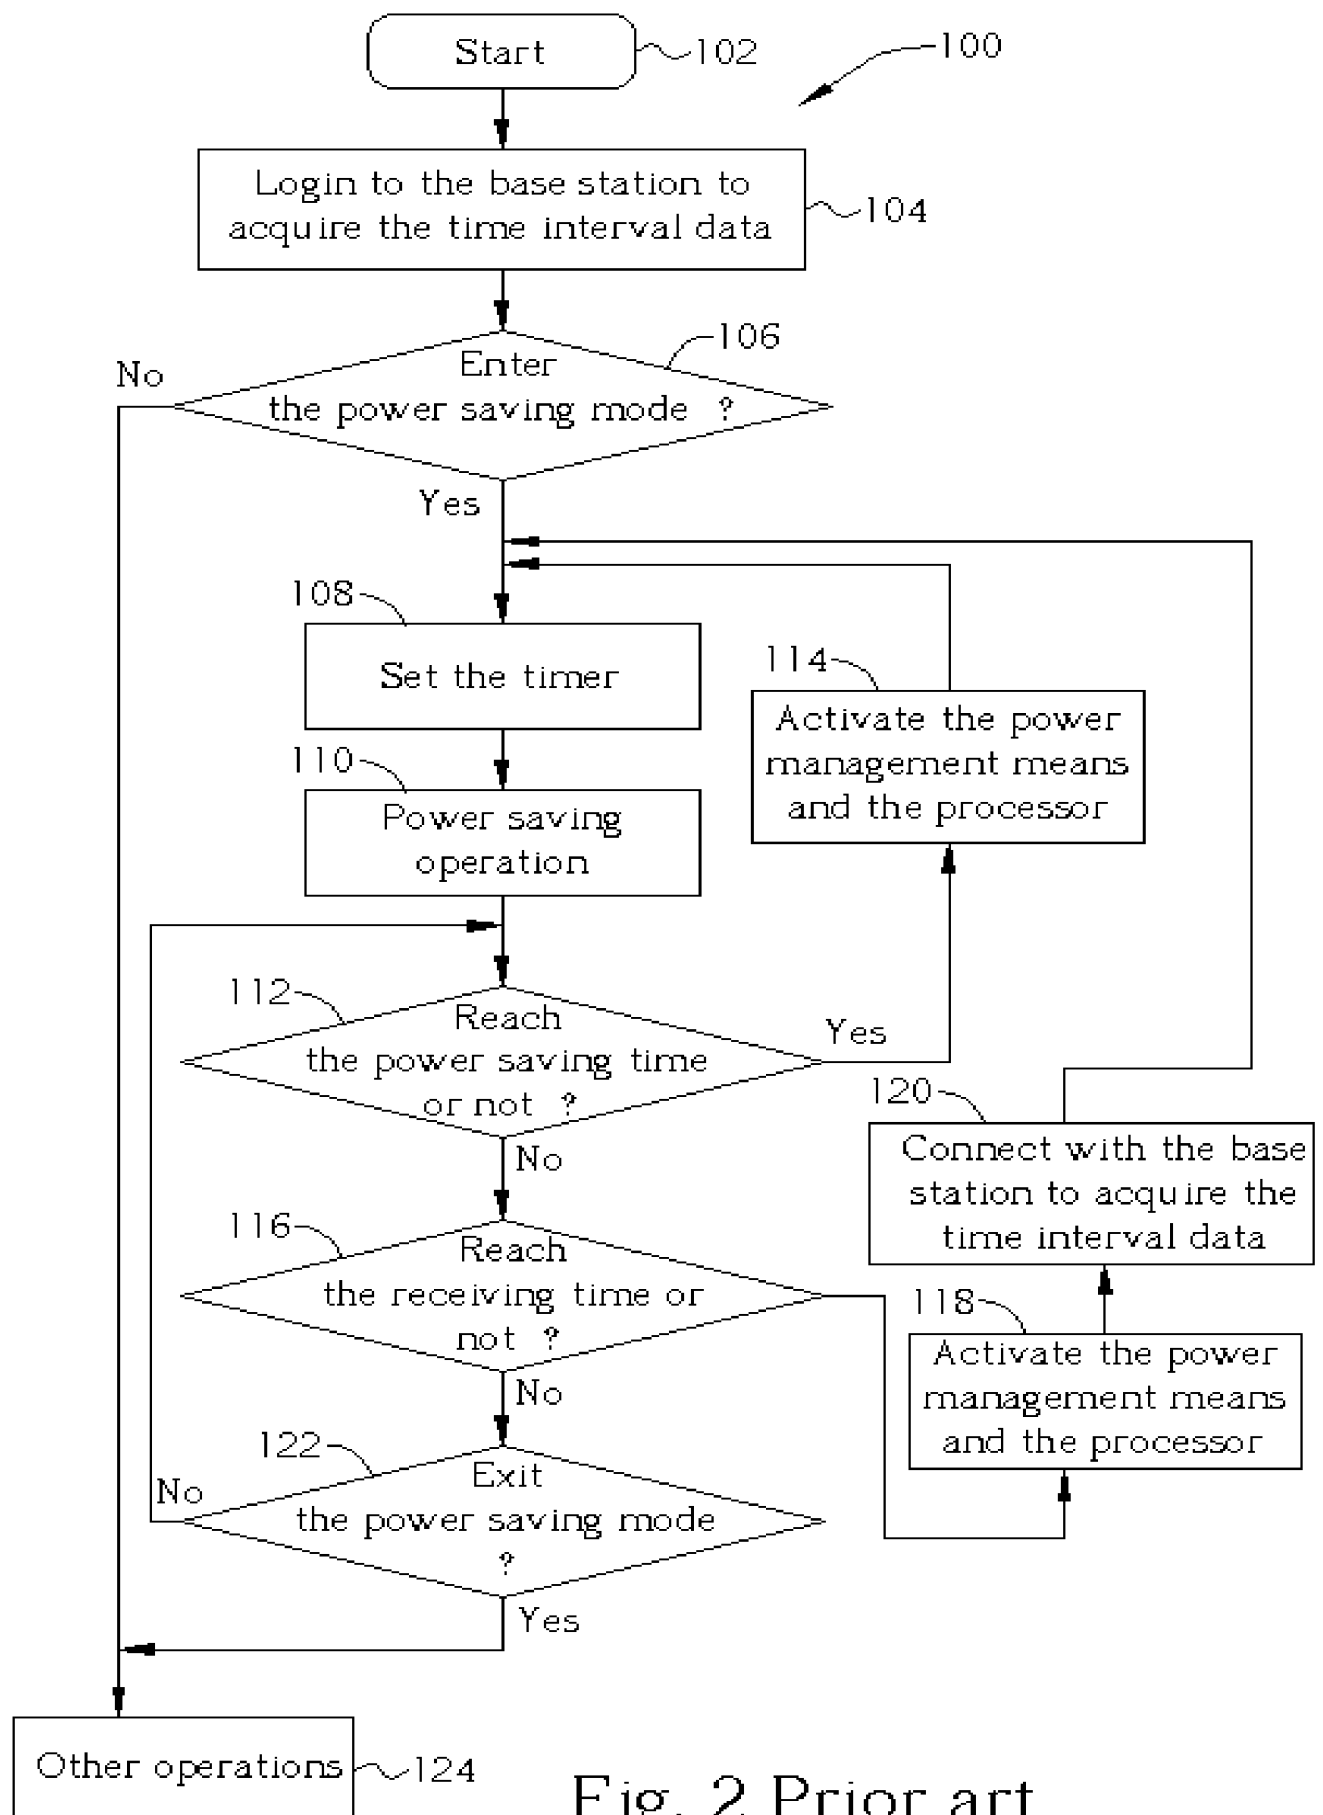 Start
102
100
Login to the base station to
acquire the time interval data
104
106
No
Enter
the power saving mode ?
Yes
108
Set the timer
114
Activate the power
management means
and the processor
110
Power saving
operation
112
Reach
the power saving time
or not ?
Yes
No
120
Connect with the base
station to acquire the
time interval data
116
Reach
the receiving time or
not ?
118
Activate the power
management means
and the processor
No
122
Exit
the power saving mode
?
No
Yes
Other operations
124
Fig. 2 Prior art